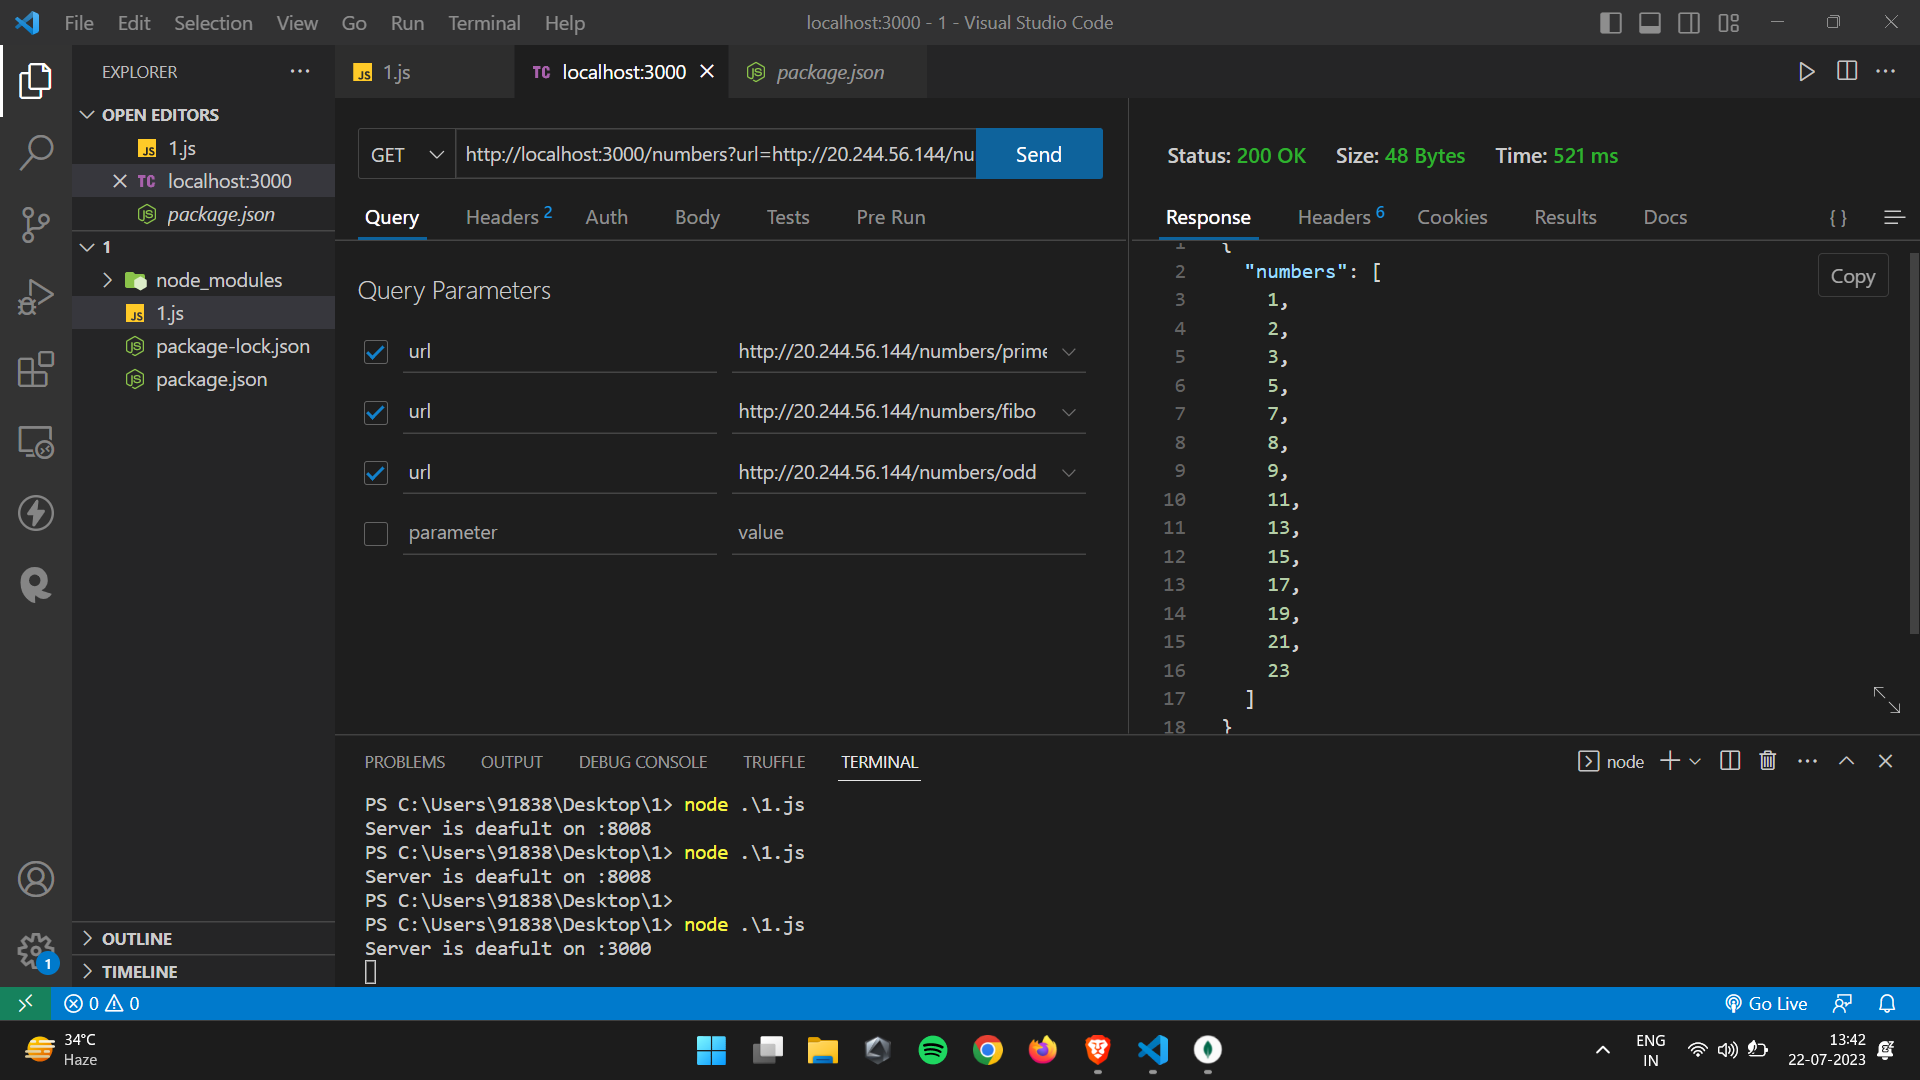 File Edit Selection View Go Run Terminal Help
localhost:3000 - 1 - Visual Studio Code
EXPLORER
OPEN EDITORS
JS 1.js
TC localhost:3000
JS package.json
1
node_modules
JS 1.js
JS package-lock.json
JS package.json
OUTLINE
TIMELINE
1
JS 1.js
TC localhost:3000
JS package.json
GET http://localhost:3000/numbers?url=http://20.244.56.144/nu Send
Query Headers 2 Auth Body Tests Pre Run
Query Parameters
url http://20.244.56.144/numbers/prime
url http://20.244.56.144/numbers/fibo
url http://20.244.56.144/numbers/odd
parameter value
Status: 200 OK Size: 48 Bytes Time: 521 ms
Response Headers 6 Cookies Results Docs { }
Copy
1 {
2 "numbers": [
3 1,
4 2,
5 3,
6 5,
7 7,
8 8,
9 9,
10 11,
11 13,
12 15,
13 17,
14 19,
15 21,
16 23
17 ]
18 }
PROBLEMS OUTPUT DEBUG CONSOLE TRUFFLE TERMINAL
node
PS C:\Users\91838\Desktop\1> node .\1.js
Server is deafult on :8008
PS C:\Users\91838\Desktop\1> node .\1.js
Server is deafult on :8008
PS C:\Users\91838\Desktop\1>
PS C:\Users\91838\Desktop\1> node .\1.js
Server is deafult on :3000
0 0
Go Live
34°C
Haze
ENG
IN
13:42
22-07-2023